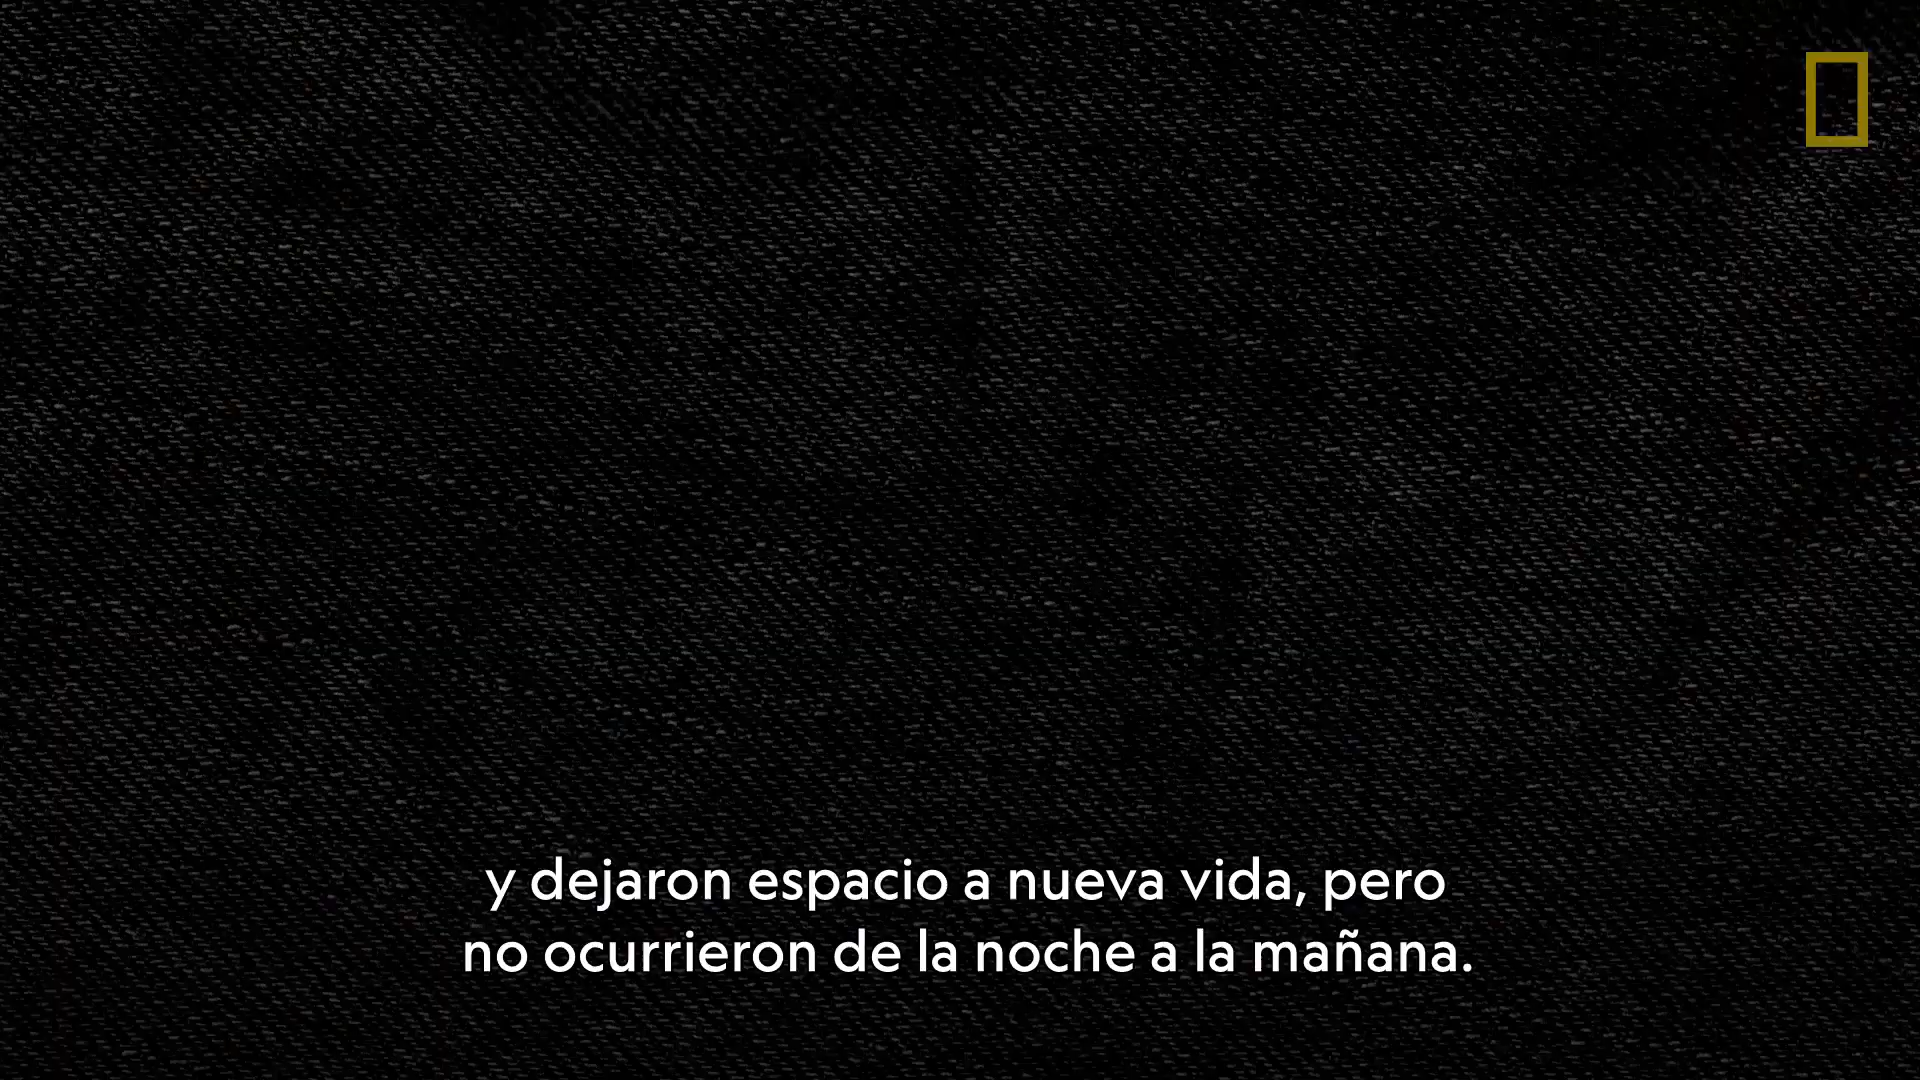 y dejaron espacio a nueva vida, pero
no ocurrieron de la noche a la mañana.